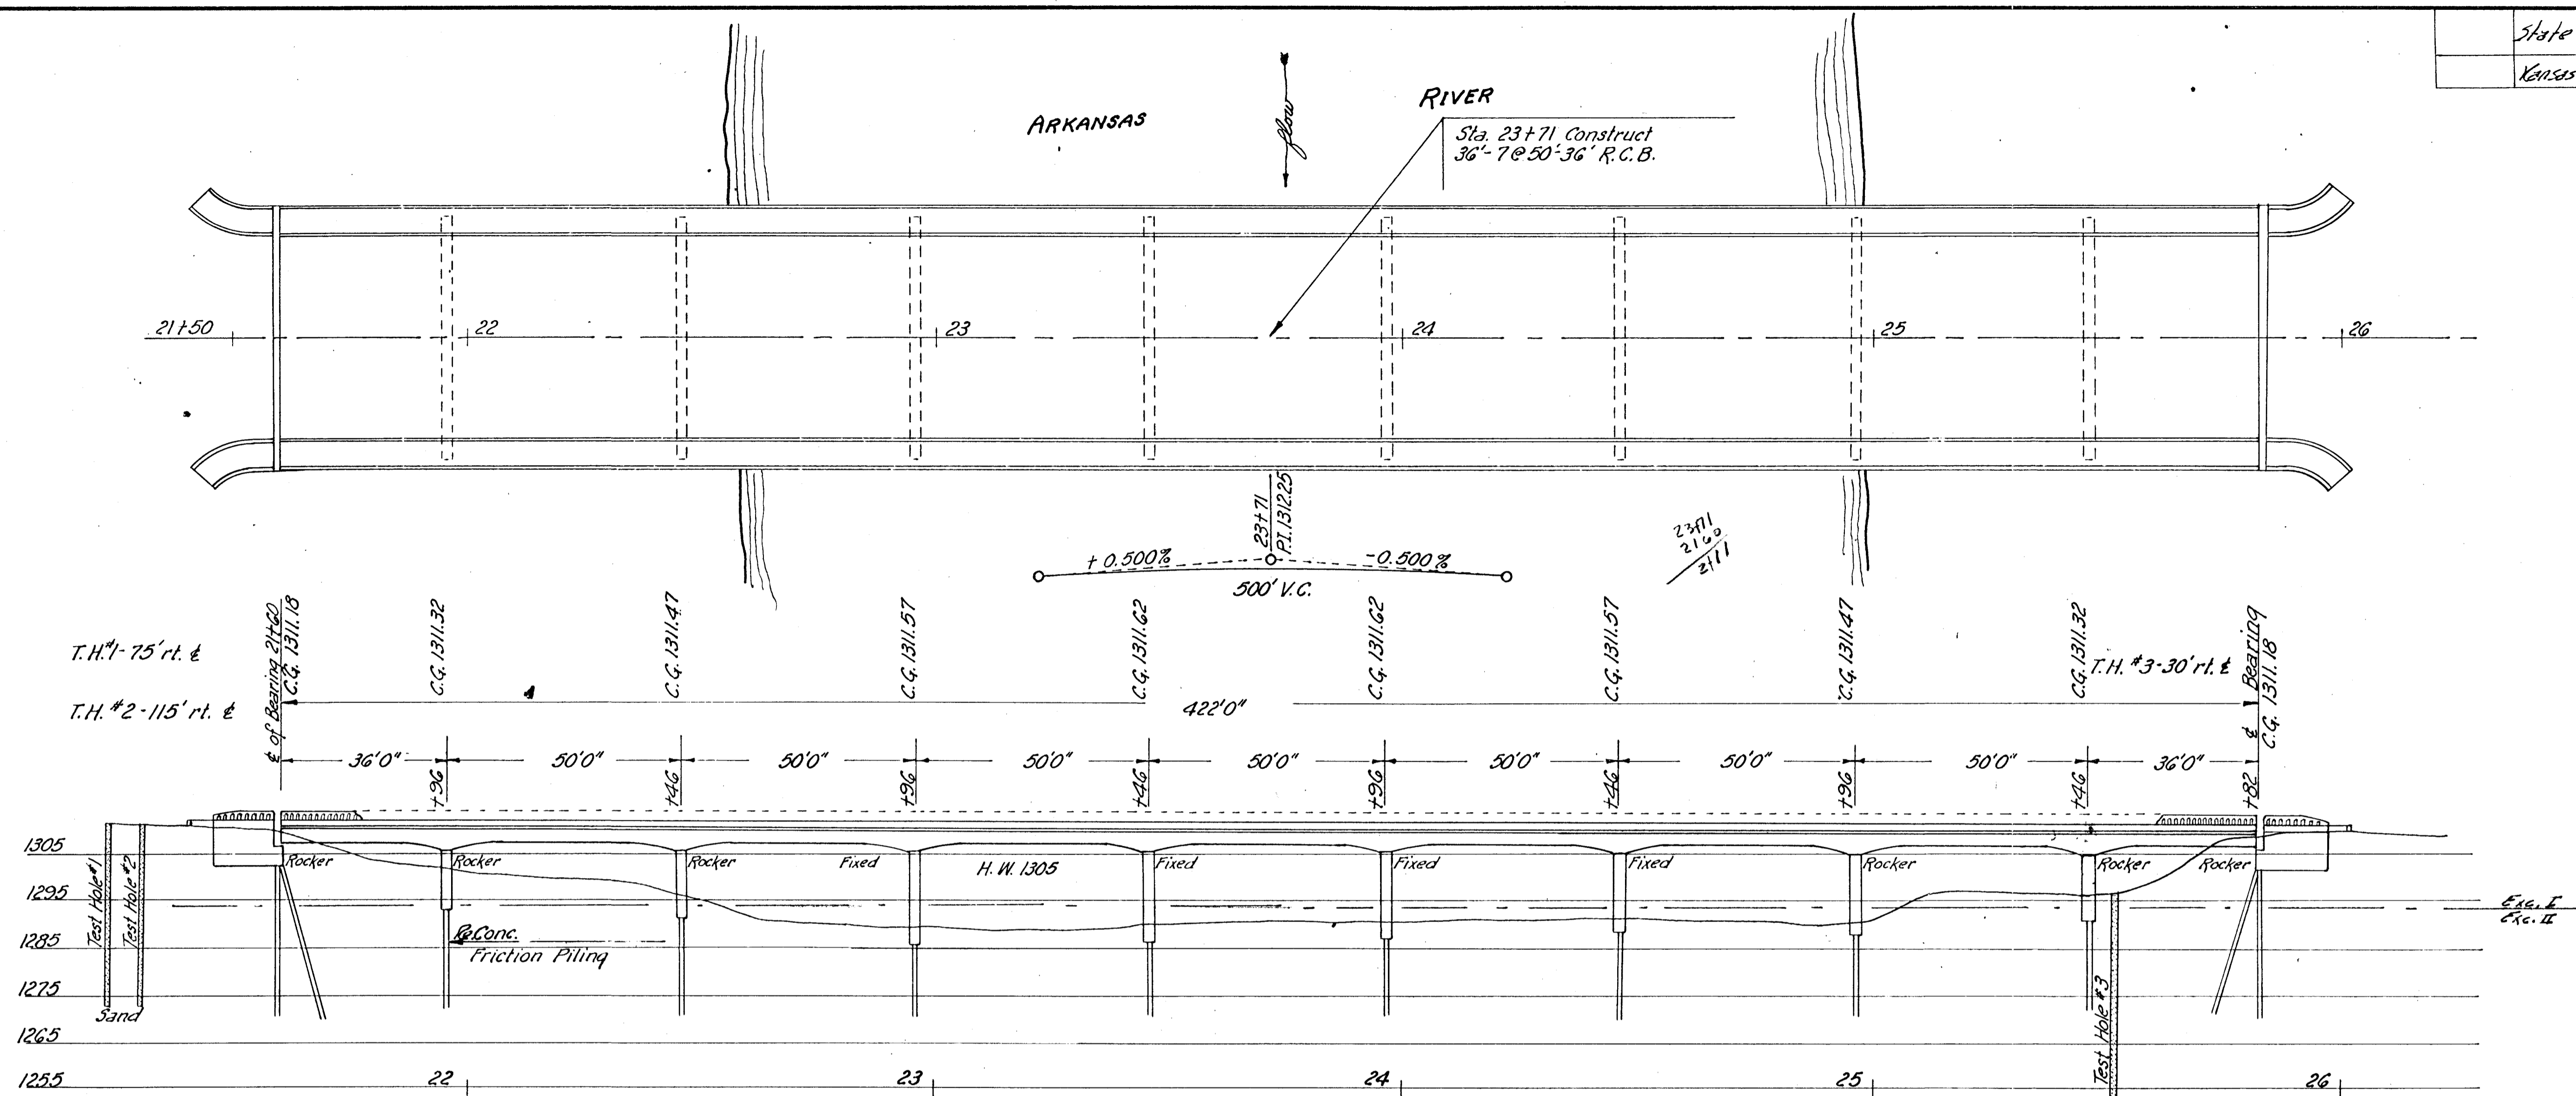 State
Kansas
ARKANSAS
flow
RIVER
Sta. 23+71 Construct
36'-7@50'-36' R.C.B.
21+50
22
23
24
25
26
23+71
P.I. 1312.25
+0.500%
-0.500%
500' V.C.
23+71
2160
2+11
T.H.#1-75' rt. ℄
T.H. #2-115' rt. ℄
℄ of Bearing 21+60
C.G. 1311.18
C.G. 1311.32
C.G. 1311.47
C.G. 1311.57
C.G. 1311.62
C.G. 1311.62
C.G. 1311.57
C.G. 1311.47
C.G. 1311.32
T.H. #3-30' rt. ℄
℄ Bearing
C.G. 1311.18
422'0"
36'0"
50'0"
50'0"
50'0"
50'0"
50'0"
50'0"
50'0"
36'0"
+96
+46
+96
+46
+96
+46
+96
+46
+82
1305
Rocker
Rocker
Rocker
Fixed
H.W. 1305
Fixed
Fixed
Fixed
Rocker
Rocker
Rocker
1295
Test Hole #1
Test Hole #2
Exc. I
Exc. II
1285
Conc.
Friction Piling
1275
Sand
Test Hole #3
1265
1255
22
23
24
25
26